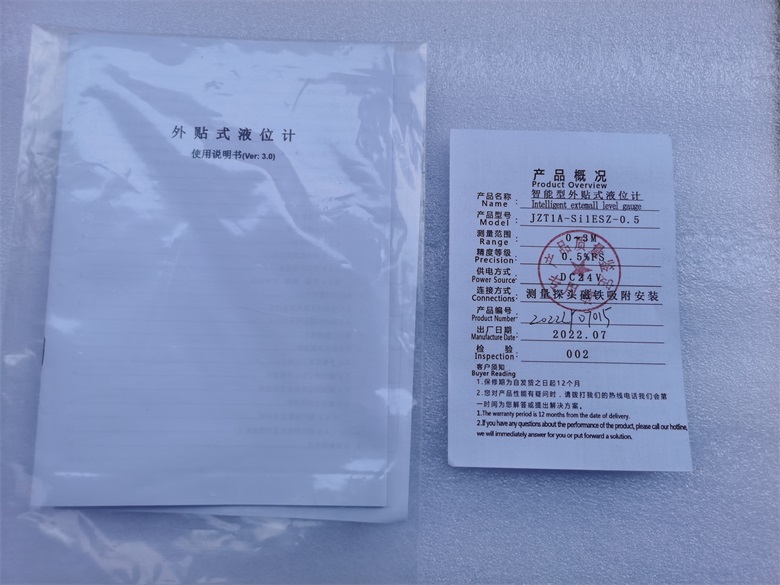 外贴式液位计
使用说明书(Ver: 3.0)
产品概况
Product Overview
产品名称 : 智能型外贴式液位计
Name : Intelligent extemall level gauge
产品型号 : JZT1A-Si1ESZ-0.5
Model :
测量范围 : 0~3M
Range :
精度等级 : 0.5%FS
Precision:
供电方式 : DC24V
Power Source:
连接方式 : 测量探头磁铁吸附安装
Connections:
产品编号 :
Product Number:
出厂日期 : 2022.07
Manufacture Date:
检 验 : 002
Inspection:
客户须知
Buyer Reading
1.保修期为自发货之日起12个月
2.您对产品性能有疑问时，请拨打我们的热线电话我们会第
一时间为您解答或提出解决方案。
1.The warranty period is 12 months from the date of delivery.
2.If you have any questions about the performance of the product, please call our hotline,
we will immediately answer for you or put forward a solution.